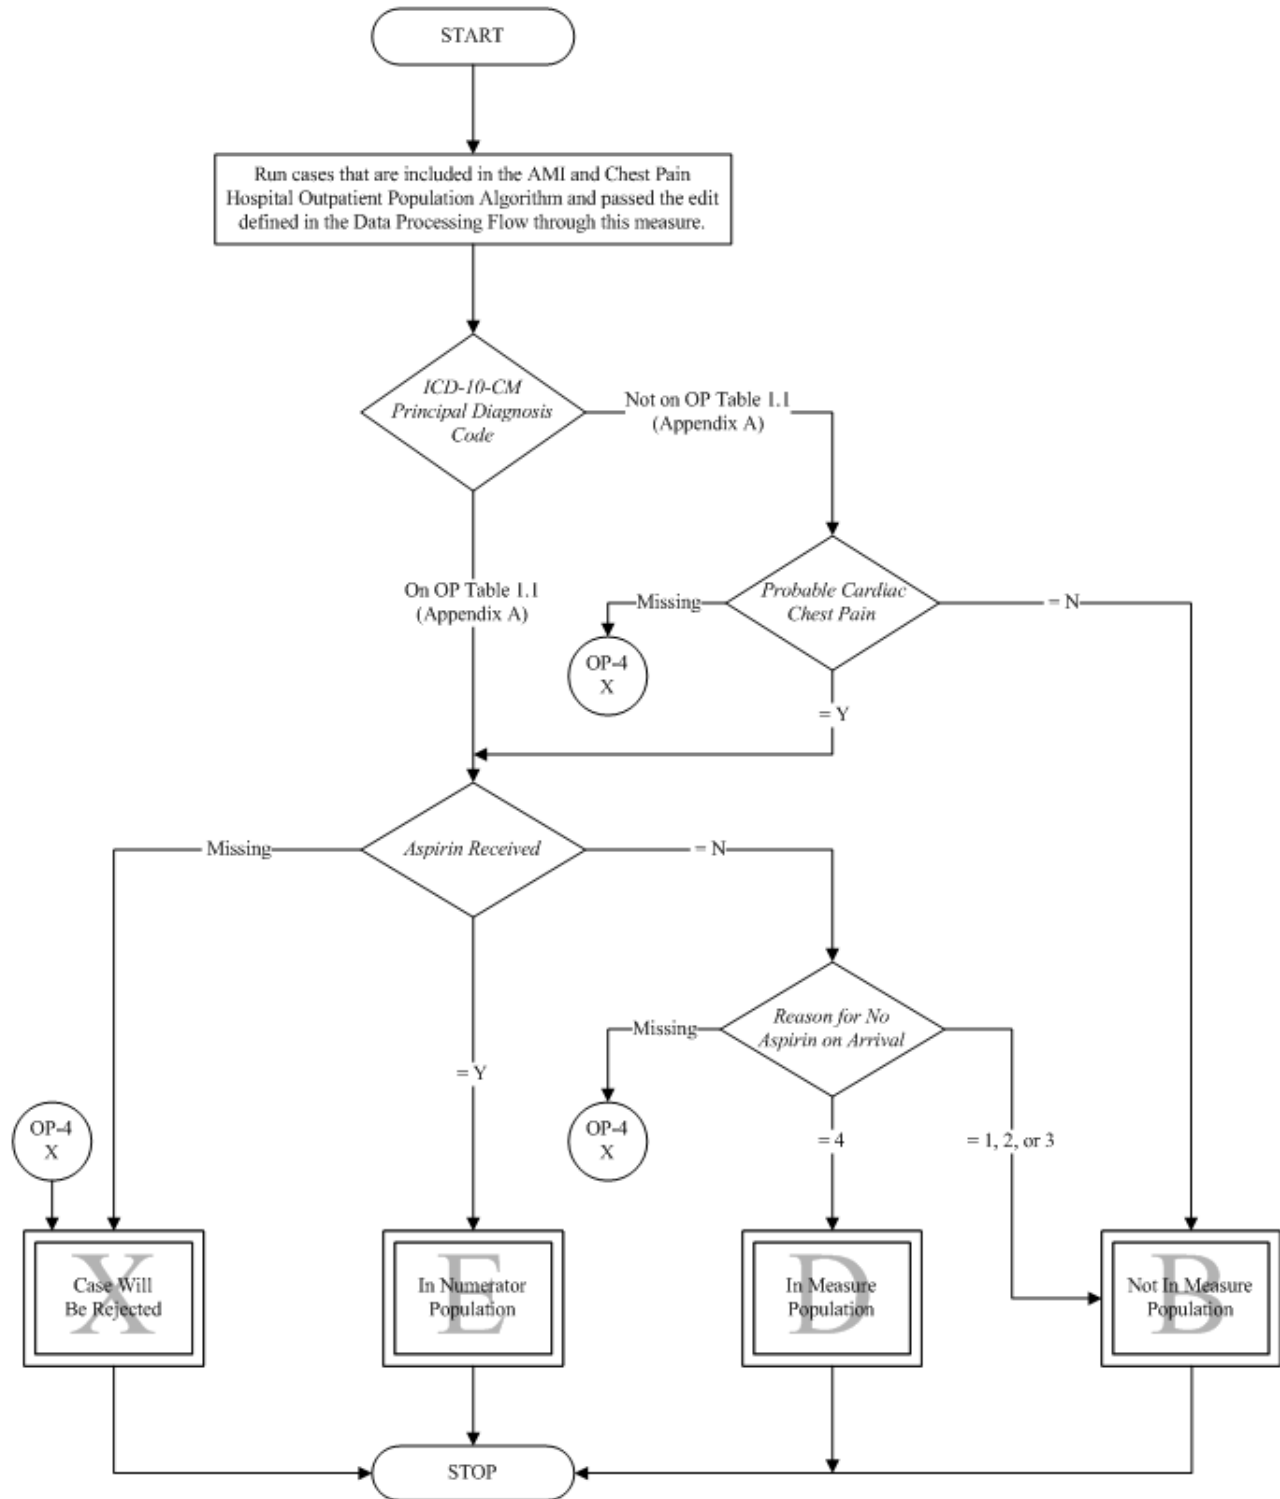 START
Run cases that are included in the AMI and Chest Pain
Hospital Outpatient Population Algorithm and passed the edit
defined in the Data Processing Flow through this measure.
ICD-10-CM
Principal Diagnosis
Code
Not on OP Table 1.1
(Appendix A)
On OP Table 1.1
(Appendix A)
Probable Cardiac
Chest Pain
Missing
= N
OP-4
X
= Y
Aspirin Received
Missing
= N
= Y
Reason for No
Aspirin on Arrival
Missing
OP-4
X
= 4
= 1, 2, or 3
OP-4
X
X
Case Will
Be Rejected
E
In Numerator
Population
D
In Measure
Population
B
Not In Measure
Population
STOP